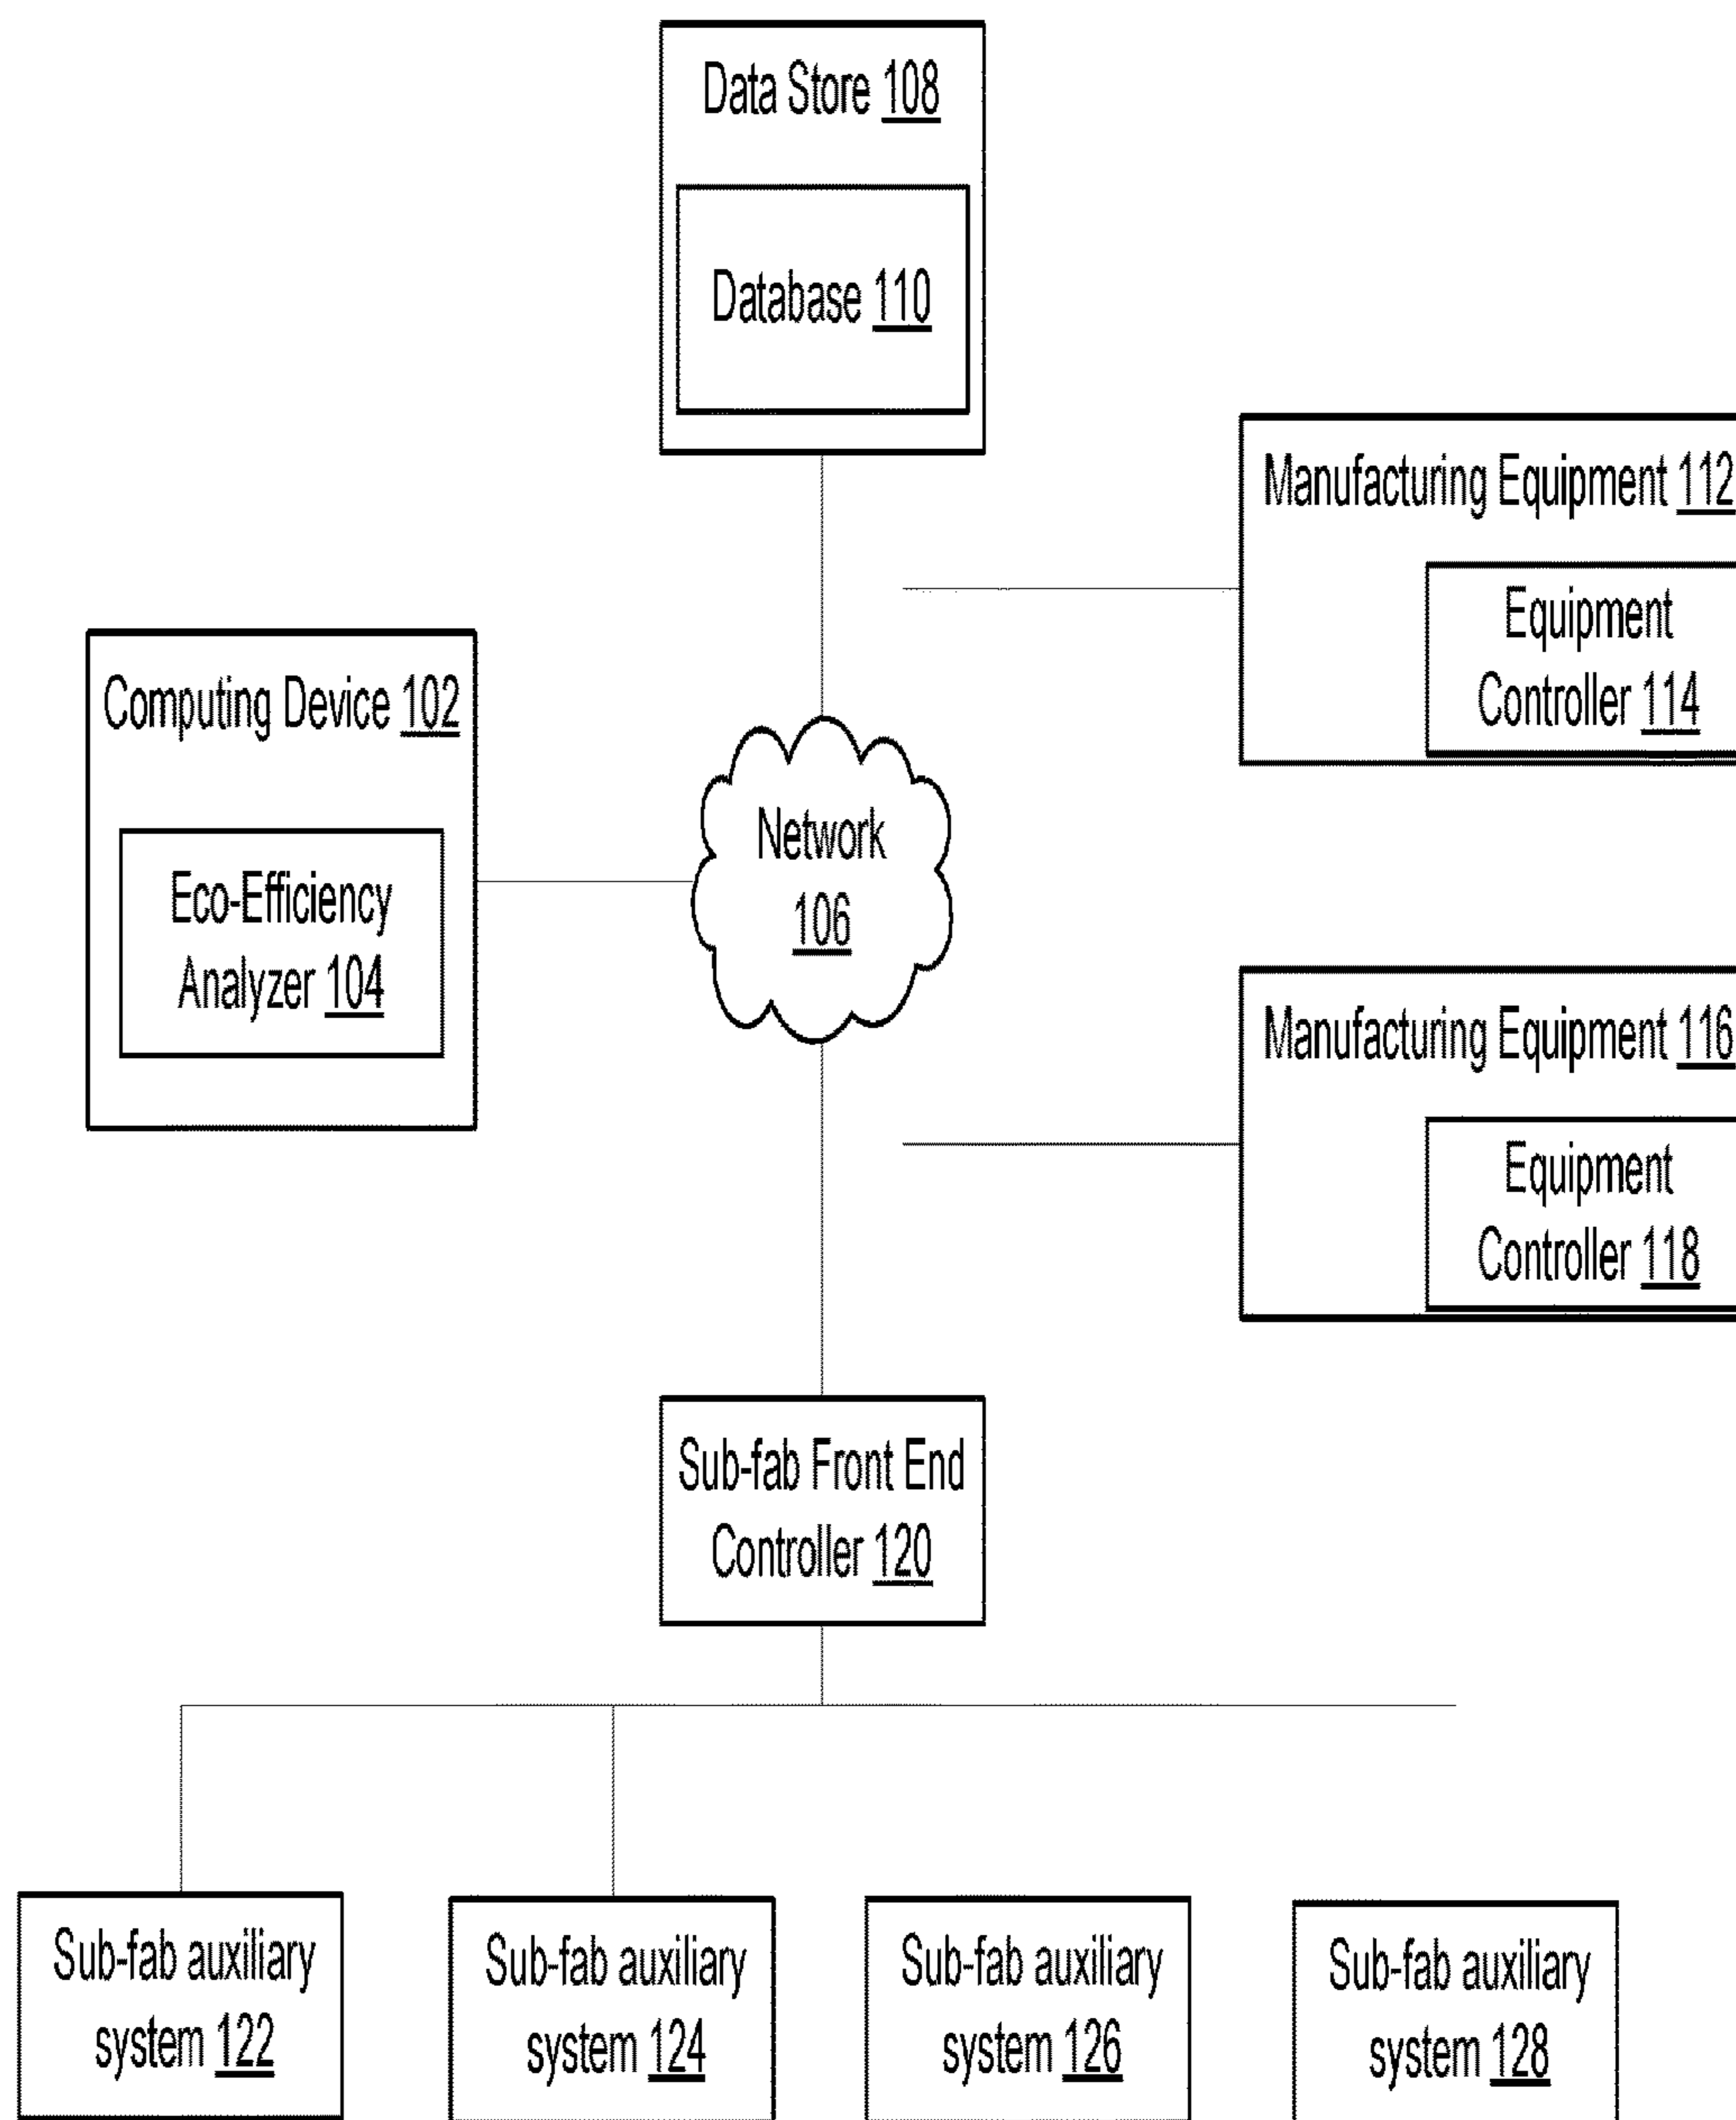 Data Store 108
Database 110
Manufacturing Equipment 112
Equipment
Controller 114
Computing Device 102
Eco-Efficiency
Analyzer 104
Network
106
Manufacturing Equipment 116
Equipment
Controller 118
Sub-fab Front End
Controller 120
Sub-fab auxiliary
system 122
Sub-fab auxiliary
system 124
Sub-fab auxiliary
system 126
Sub-fab auxiliary
system 128